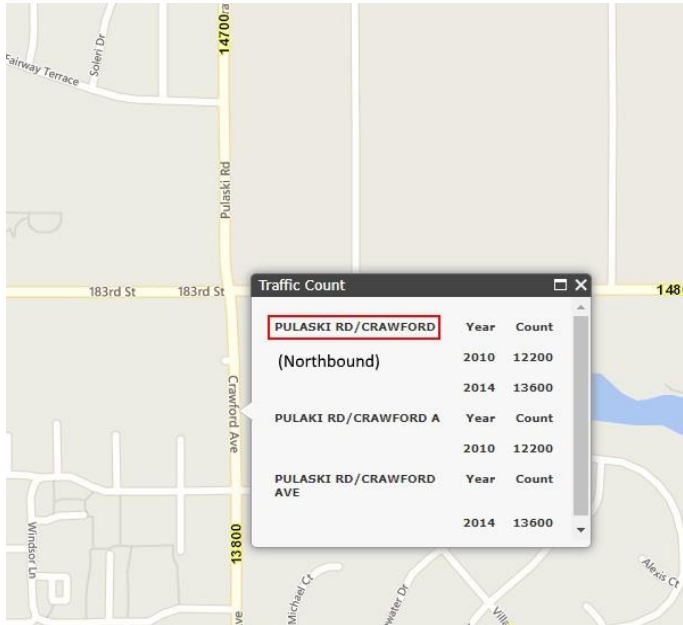 14700
Soleri Dr
Fairway Terrace
Pulaski Rd
183rd St
183rd St
148
Traffic Count
PULASKI RD/CRAWFORD Year Count
(Northbound) 2010 12200
2014 13600
PULAKI RD/CRAWFORD A Year Count
2010 12200
PULASKI RD/CRAWFORD Year Count
AVE
2014 13600
Crawford Ave
13800
Windsor Ln
Michael Ct
Alexis Ct